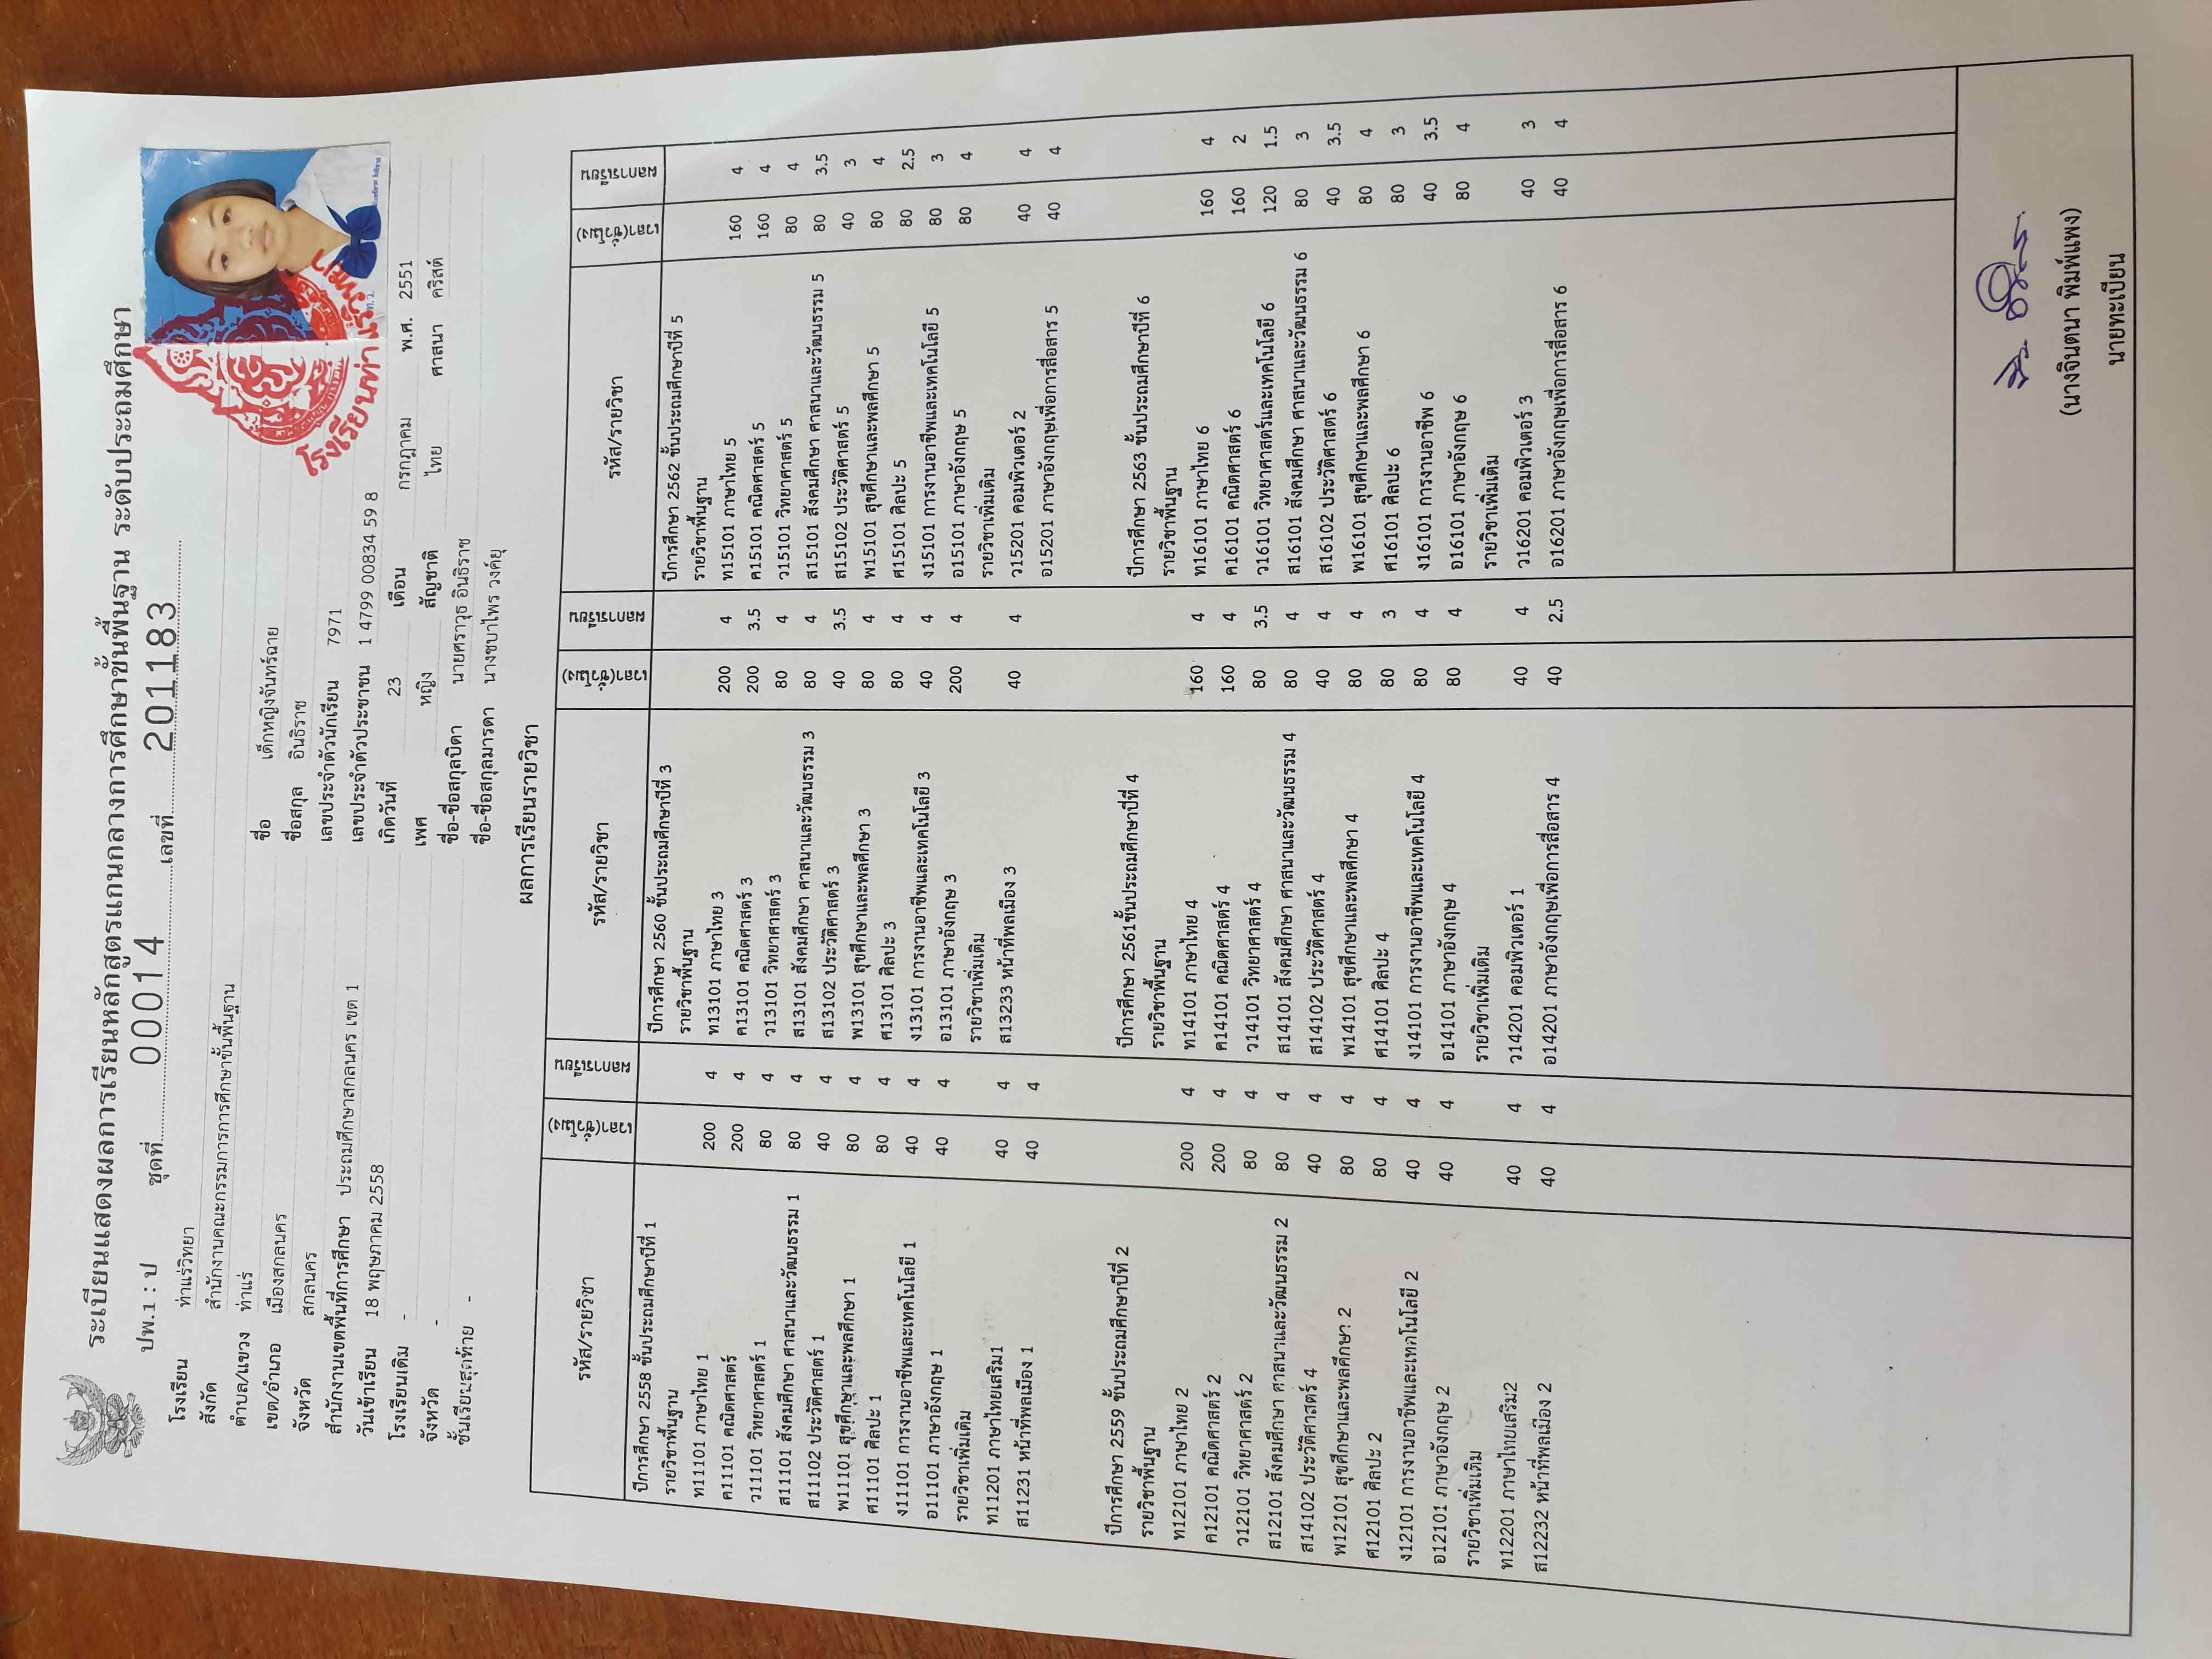 ระเบียนแสดงผลการเรียนหลักสูตรแกนกลางการศึกษาขั้นพื้นฐาน ระดับประถมศึกษา
ปพ.1 : ป ชุดที่ 00014 เลขที่ 201183
โรงเรียน ท่าแร่วิทยา
สังกัด สำนักงานคณะกรรมการการศึกษาขั้นพื้นฐาน
ตำบล/แขวง ท่าแร่
เขต/อำเภอ เมืองสกลนคร
จังหวัด สกลนคร
สำนักงานเขตพื้นที่การศึกษา ประถมศึกษาสกลนคร เขต 1
วันเข้าเรียน 18 พฤษภาคม 2558
โรงเรียนเดิม -
จังหวัด -
ชั้นเรียนสุดท้าย -
ชื่อ เด็กหญิงจันทร์ฉาย
ชื่อสกุล อินธิราช
เลขประจำตัวนักเรียน 7971
เลขประจำตัวประชาชน 1 4799 00834 59 8
เกิดวันที่ 23 เดือน กรกฎาคม พ.ศ. 2551
เพศ หญิง สัญชาติ ไทย ศาสนา คริสต์
ชื่อ-ชื่อสกุลบิดา นายศราวุธ อินธิราช
ชื่อ-ชื่อสกุลมารดา นางชบาไพร วงค์ยุ
ผลการเรียนรายวิชา
รหัส/รายวิชา เวลา(ชั่วโมง) ผลการเรียน
ปีการศึกษา 2558 ชั้นประถมศึกษาปีที่ 1
รายวิชาพื้นฐาน
ท11101 ภาษาไทย 1 200 4
ค11101 คณิตศาสตร์ 200 4
ว11101 วิทยาศาสตร์ 1 80 4
ส11101 สังคมศึกษา ศาสนาและวัฒนธรรม 1 80 4
ส11102 ประวัติศาสตร์ 1 40 4
พ11101 สุขศึกษาและพลศึกษา 1 80 4
ศ11101 ศิลปะ 1 80 4
ง11101 การงานอาชีพและเทคโนโลยี 1 40 4
อ11101 ภาษาอังกฤษ 1 40 4
รายวิชาเพิ่มเติม
ท11201 ภาษาไทยเสริม1 40 4
ส11231 หน้าที่พลเมือง 1 40 4
ปีการศึกษา 2559 ชั้นประถมศึกษาปีที่ 2
รายวิชาพื้นฐาน
ท12101 ภาษาไทย 2 200 4
ค12101 คณิตศาสตร์ 2 200 4
ว12101 วิทยาศาสตร์ 2 80 4
ส12101 สังคมศึกษา ศาสนาและวัฒนธรรม 2 80 4
ส14102 ประวัติศาสตร์ 4 40 4
พ12101 สุขศึกษาและพลศึกษา 2 80 4
ศ12101 ศิลปะ 2 80 4
ง12101 การงานอาชีพและเทคโนโลยี 2 40 4
อ12101 ภาษาอังกฤษ 2 40 4
รายวิชาเพิ่มเติม
ท12201 ภาษาไทยเสริม2 40 4
ส12232 หน้าที่พลเมือง 2 40 4
รหัส/รายวิชา เวลา(ชั่วโมง) ผลการเรียน
ปีการศึกษา 2560 ชั้นประถมศึกษาปีที่ 3
รายวิชาพื้นฐาน
ท13101 ภาษาไทย 3 200 4
ค13101 คณิตศาสตร์ 3 200 3.5
ว13101 วิทยาศาสตร์ 3 80 4
ส13101 สังคมศึกษา ศาสนาและวัฒนธรรม 3 80 4
ส13102 ประวัติศาสตร์ 3 40 3.5
พ13101 สุขศึกษาและพลศึกษา 3 80 4
ศ13101 ศิลปะ 3 80 4
ง13101 การงานอาชีพและเทคโนโลยี 3 40 4
อ13101 ภาษาอังกฤษ 3 200 4
รายวิชาเพิ่มเติม
ส13233 หน้าที่พลเมือง 3 40 4
ปีการศึกษา 2561ชั้นประถมศึกษาปีที่ 4
รายวิชาพื้นฐาน
ท14101 ภาษาไทย 4 160 4
ค14101 คณิตศาสตร์ 4 160 4
ว14101 วิทยาศาสตร์ 4 80 3.5
ส14101 สังคมศึกษา ศาสนาและวัฒนธรรม 4 80 4
ส14102 ประวัติศาสตร์ 4 40 4
พ14101 สุขศึกษาและพลศึกษา 4 80 4
ศ14101 ศิลปะ 4 80 3
ง14101 การงานอาชีพและเทคโนโลยี 4 80 4
อ14101 ภาษาอังกฤษ 4 80 4
รายวิชาเพิ่มเติม
ว14201 คอมพิวเตอร์ 1 40 4
อ14201 ภาษาอังกฤษเพื่อการสื่อสาร 4 40 2.5
รหัส/รายวิชา เวลา(ชั่วโมง) ผลการเรียน
ปีการศึกษา 2562 ชั้นประถมศึกษาปีที่ 5
รายวิชาพื้นฐาน
ท15101 ภาษาไทย 5 160 4
ค15101 คณิตศาสตร์ 5 160 4
ว15101 วิทยาศาสตร์ 5 80 4
ส15101 สังคมศึกษา ศาสนาและวัฒนธรรม 5 80 3.5
ส15102 ประวัติศาสตร์ 5 40 3
พ15101 สุขศึกษาและพลศึกษา 5 80 4
ศ15101 ศิลปะ 5 80 2.5
ง15101 การงานอาชีพและเทคโนโลยี 5 80 3
อ15101 ภาษาอังกฤษ 5 80 4
รายวิชาเพิ่มเติม
ว15201 คอมพิวเตอร์ 2 40 4
อ15201 ภาษาอังกฤษเพื่อการสื่อสาร 5 40 4
ปีการศึกษา 2563 ชั้นประถมศึกษาปีที่ 6
รายวิชาพื้นฐาน
ท16101 ภาษาไทย 6 160 4
ค16101 คณิตศาสตร์ 6 160 2
ว16101 วิทยาศาสตร์และเทคโนโลยี 6 120 1.5
ส16101 สังคมศึกษา ศาสนาและวัฒนธรรม 6 80 3
ส16102 ประวัติศาสตร์ 6 40 3.5
พ16101 สุขศึกษาและพลศึกษา 6 80 4
ศ16101 ศิลปะ 6 80 3
ง16101 การงานอาชีพ 6 40 3.5
อ16101 ภาษาอังกฤษ 6 80 4
รายวิชาเพิ่มเติม
ว16201 คอมพิวเตอร์ 3 40 3
อ16201 ภาษาอังกฤษเพื่อการสื่อสาร 6 40 4
(นางจินตนา พิมพ์แพง)
นายทะเบียน